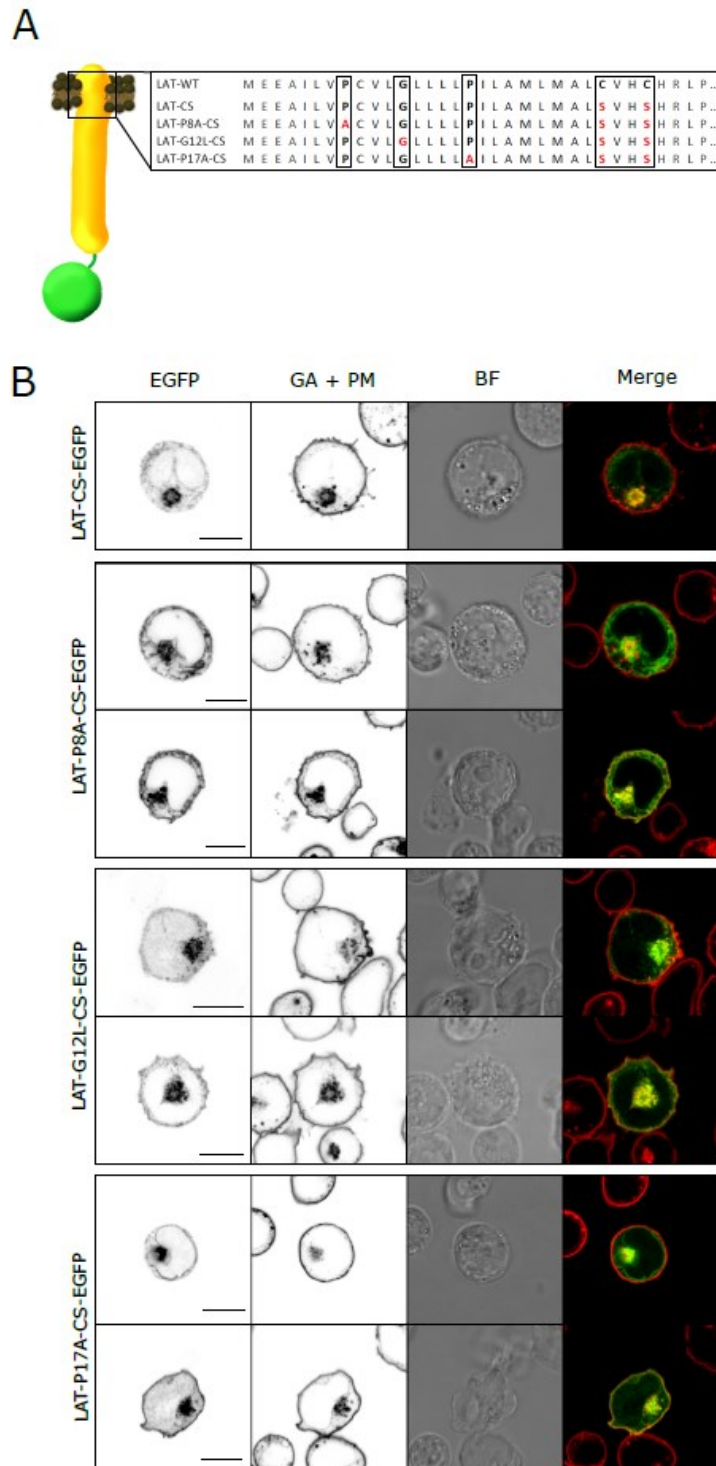 A
LAT-WT M E E A I L V P C V L G L L L L P I L A M L M A L C V H C H R L P...
LAT-CS M E E A I L V P C V L G L L L L P I L A M L M A L S V H S H R L P...
LAT-P8A-CS M E E A I L V A C V L G L L L L P I L A M L M A L S V H S H R L P...
LAT-G12L-CS M E E A I L V P C V L G L L L L P I L A M L M A L S V H S H R L P...
LAT-P17A-CS M E E A I L V P C V L G L L L L A I L A M L M A L S V H S H R L P...
B
EGFP GA + PM BF Merge
LAT-CS-EGFP
LAT-P8A-CS-EGFP
LAT-G12L-CS-EGFP
LAT-P17A-CS-EGFP